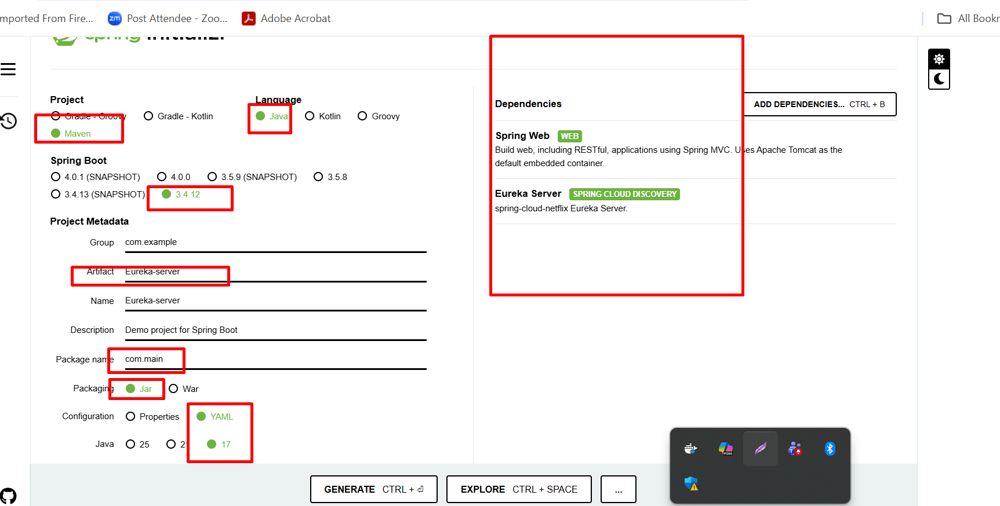 mported From Fire...
zm Post Attendee - Zoo...
Adobe Acrobat
All Bookr
spring initializr
Project
Gradle - Groovy
Gradle - Kotlin
Maven
Language
Java
Kotlin
Groovy
Spring Boot
4.0.1 (SNAPSHOT)
4.0.0
3.5.9 (SNAPSHOT)
3.5.8
3.4.13 (SNAPSHOT)
3.4.12
Project Metadata
Group com.example
Artifact Eureka-server
Name Eureka-server
Description Demo project for Spring Boot
Package name com.main
Packaging Jar War
Configuration Properties YAML
Java 25 21 17
Dependencies
ADD DEPENDENCIES... CTRL + B
Spring Web WEB
Build web, including RESTful, applications using Spring MVC. Uses Apache Tomcat as the
default embedded container.
Eureka Server SPRING CLOUD DISCOVERY
spring-cloud-netflix Eureka Server.
GENERATE CTRL + ⏎
EXPLORE CTRL + SPACE
...
M365
T